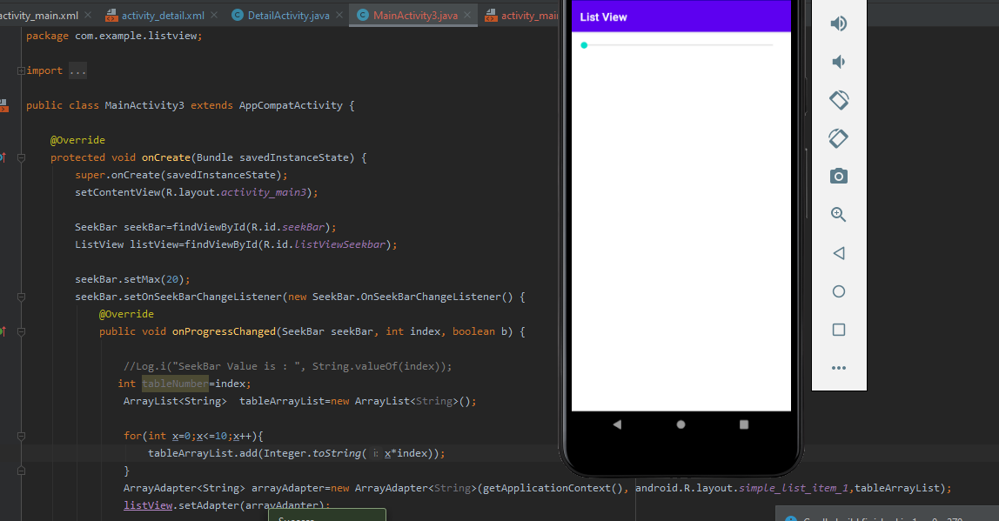 activity_main.xml
activity_detail.xml
DetailActivity.java
MainActivity3.java
List View
package com.example.listview;
import ...
public class MainActivity3 extends AppCompatActivity {
@Override
protected void onCreate(Bundle savedInstanceState) {
super.onCreate(savedInstanceState);
setContentView(R.layout.activity_main3);
SeekBar seekBar=findViewById(R.id.seekBar);
ListView listView=findViewById(R.id.listViewSeekbar);
seekBar.setMax(20);
seekBar.setOnSeekBarChangeListener(new SeekBar.OnSeekBarChangeListener() {
@Override
public void onProgressChanged(SeekBar seekBar, int index, boolean b) {
//Log.i("SeekBar Value is : ", String.valueOf(index));
int tableNumber=index;
ArrayList<String> tableArrayList=new ArrayList<String>();
for(int x=0;x<=10;x++){
tableArrayList.add(Integer.toString( i: x*index));
}
ArrayAdapter<String> arrayAdapter=new ArrayAdapter<String>(getApplicationContext(), android.R.layout.simple_list_item_1,tableArrayList);
listView.setAdapter(arrayAdapter);